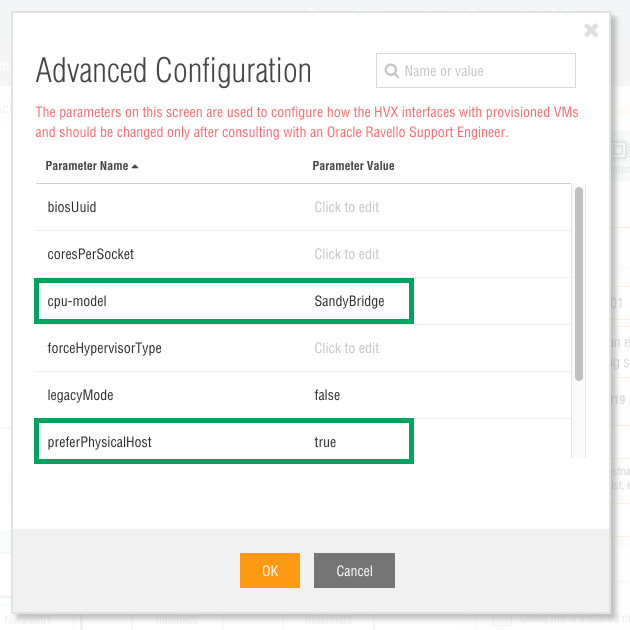 Advanced Configuration
Name or value
The parameters on this screen are used to configure how the HVX interfaces with provisioned VMs
and should be changed only after consulting with an Oracle Ravello Support Engineer.
Parameter Name Parameter Value
biosUuid Click to edit
coresPerSocket Click to edit
cpu-model SandyBridge
forceHypervisorType Click to edit
legacyMode false
preferPhysicalHost true
OK Cancel